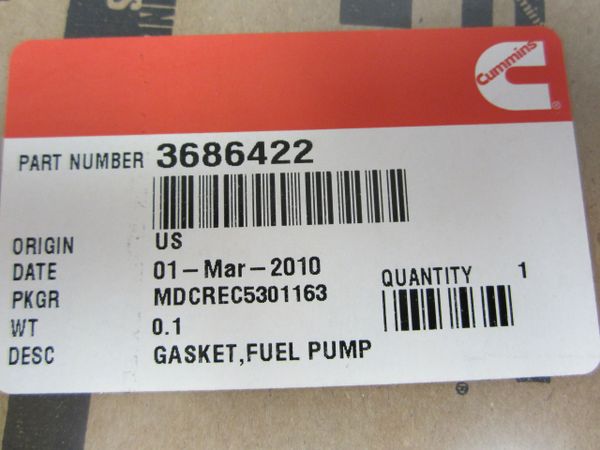 Cummins
®
PART NUMBER 3686422
ORIGIN US
DATE 01-Mar-2010
PKGR MDCREC5301163
QUANTITY 1
WT 0.1
DESC GASKET,FUEL PUMP